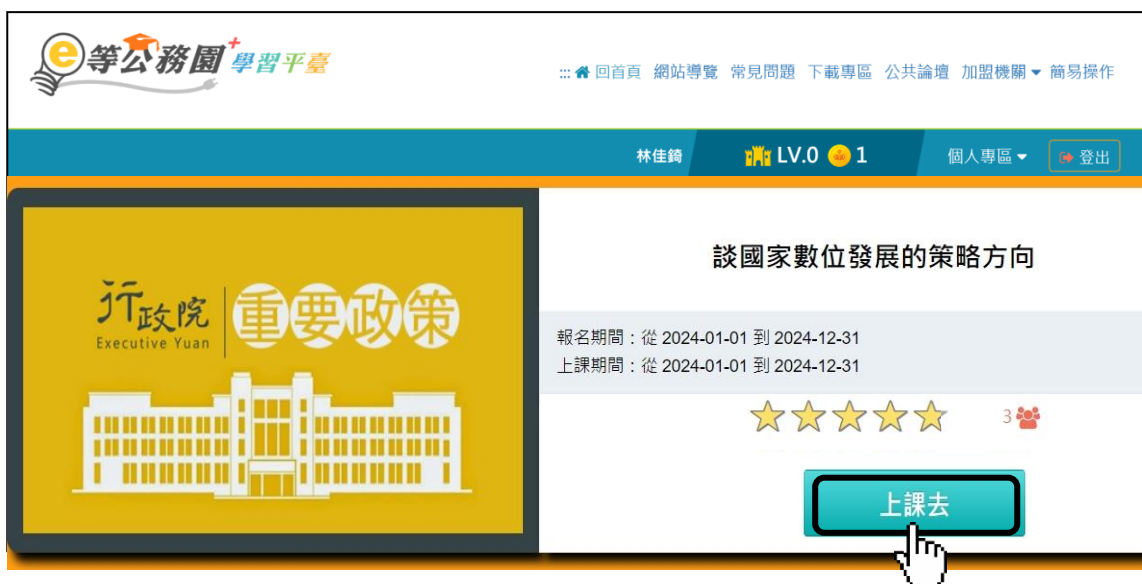 e等公務園+學習平臺
::: 回首頁 網站導覽 常見問題 下載專區 公共論壇 加盟機關 簡易操作
林佳錡 LV.0 1 個人專區 登出
行政院
Executive Yuan
重要政策
談國家數位發展的策略方向
報名期間：從 2024-01-01 到 2024-12-31
上課期間：從 2024-01-01 到 2024-12-31
3
上課去